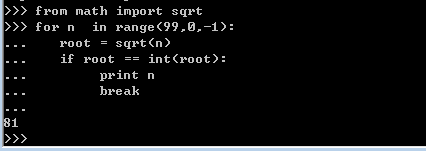 >>> from math import sqrt
>>> for n  in range(99,0,-1):
...     root = sqrt(n)
...     if root == int(root):
...          print n
...          break
...
81
>>>